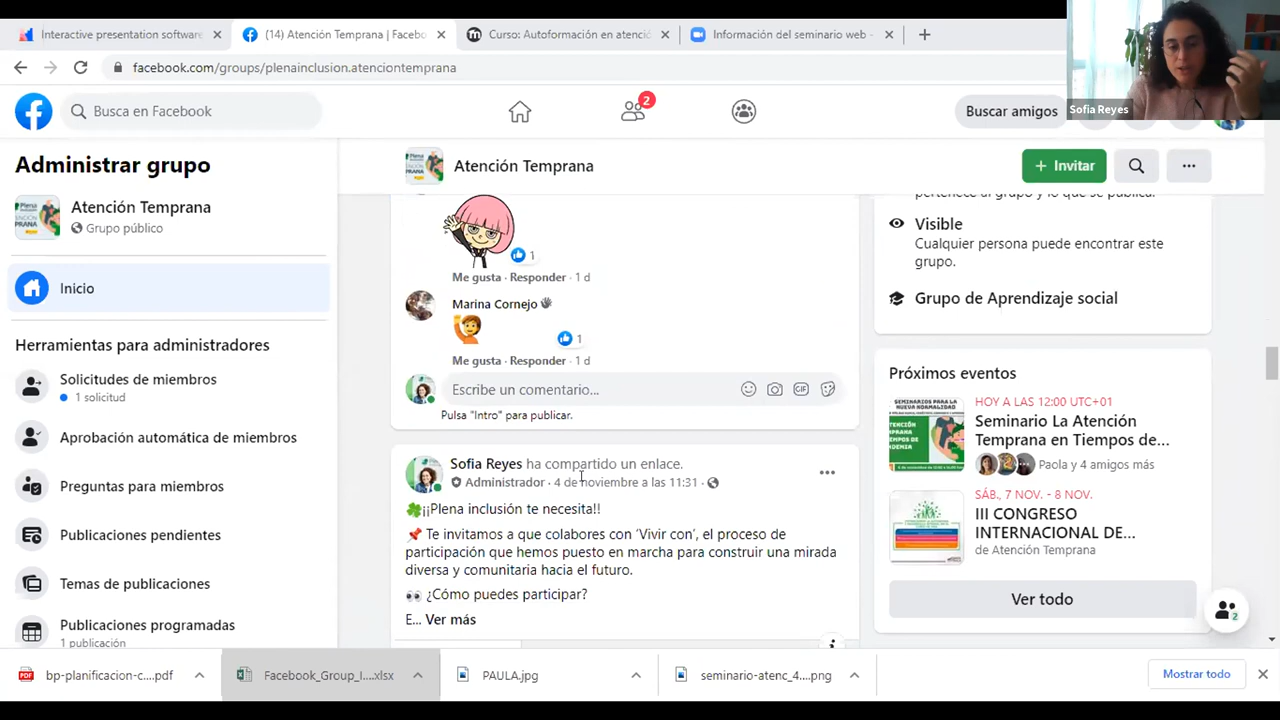 Interactive presentation software
(14) Atención Temprana | Facebo
Curso: Autoformación en atenció
Información del seminario web -
facebook.com/groups/plenainclusion.atenciontemprana
Sofia Reyes
Busca en Facebook
2
Buscar amigos
Administrar grupo
Atención Temprana
Grupo público
Inicio
Herramientas para administradores
Solicitudes de miembros
1 solicitud
Aprobación automática de miembros
Preguntas para miembros
Publicaciones pendientes
Temas de publicaciones
Publicaciones programadas
1 publicación
Atención Temprana
+ Invitar
1
Me gusta · Responder · 1 d
Marina Cornejo
1
Me gusta · Responder · 1 d
Escribe un comentario...
GIF
Pulsa "Intro" para publicar.
Sofia Reyes ha compartido un enlace.
Administrador · 4 de noviembre a las 11:31 ·
¡¡Plena inclusión te necesita!!
Te invitamos a que colabores con ‘Vivir con’, el proceso de
participación que hemos puesto en marcha para construir una mirada
diversa y comunitaria hacia el futuro.
¿Cómo puedes participar?
E... Ver más
pertenece al grupo y lo que se publica.
Visible
Cualquier persona puede encontrar este
grupo.
Grupo de Aprendizaje social
Próximos eventos
HOY A LAS 12:00 UTC+01
Seminario La Atención
Temprana en Tiempos de...
Paola y 4 amigos más
SÁB., 7 NOV. - 8 NOV.
III CONGRESO
INTERNACIONAL DE...
de Atención Temprana
Ver todo
2
bp-planificacion-c....pdf
Facebook_Group_I....xlsx
PAULA.jpg
seminario-atenc_4....png
Mostrar todo